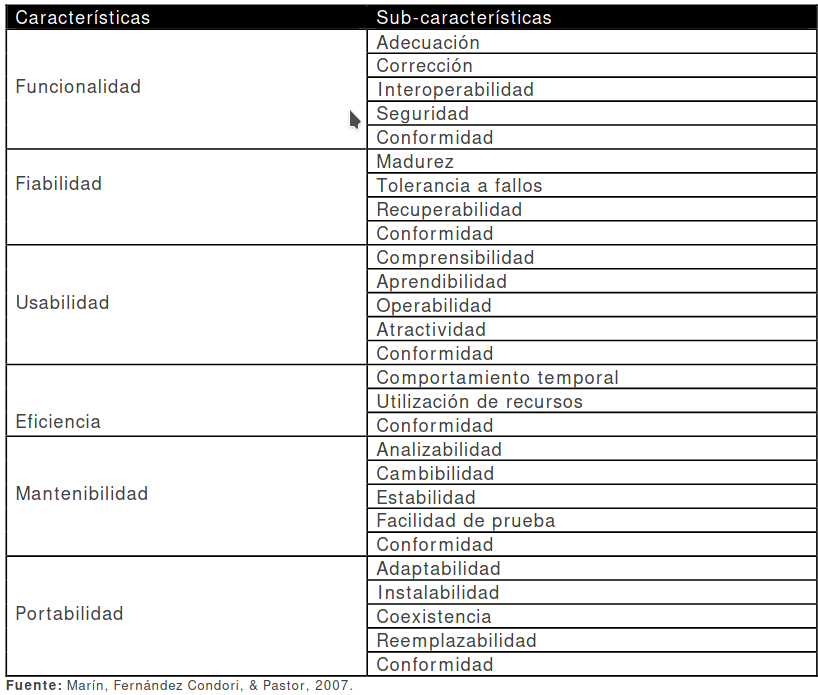 Características Sub-características
Funcionalidad
Adecuación
Corrección
Interoperabilidad
Seguridad
Conformidad
Fiabilidad
Madurez
Tolerancia a fallos
Recuperabilidad
Conformidad
Usabilidad
Comprensibilidad
Aprendibilidad
Operabilidad
Atractividad
Conformidad
Eficiencia
Comportamiento temporal
Utilización de recursos
Conformidad
Mantenibilidad
Analizabilidad
Cambibilidad
Estabilidad
Facilidad de prueba
Conformidad
Portabilidad
Adaptabilidad
Instalabilidad
Coexistencia
Reemplazabilidad
Conformidad
Fuente: Marín, Fernández Condori, & Pastor, 2007.